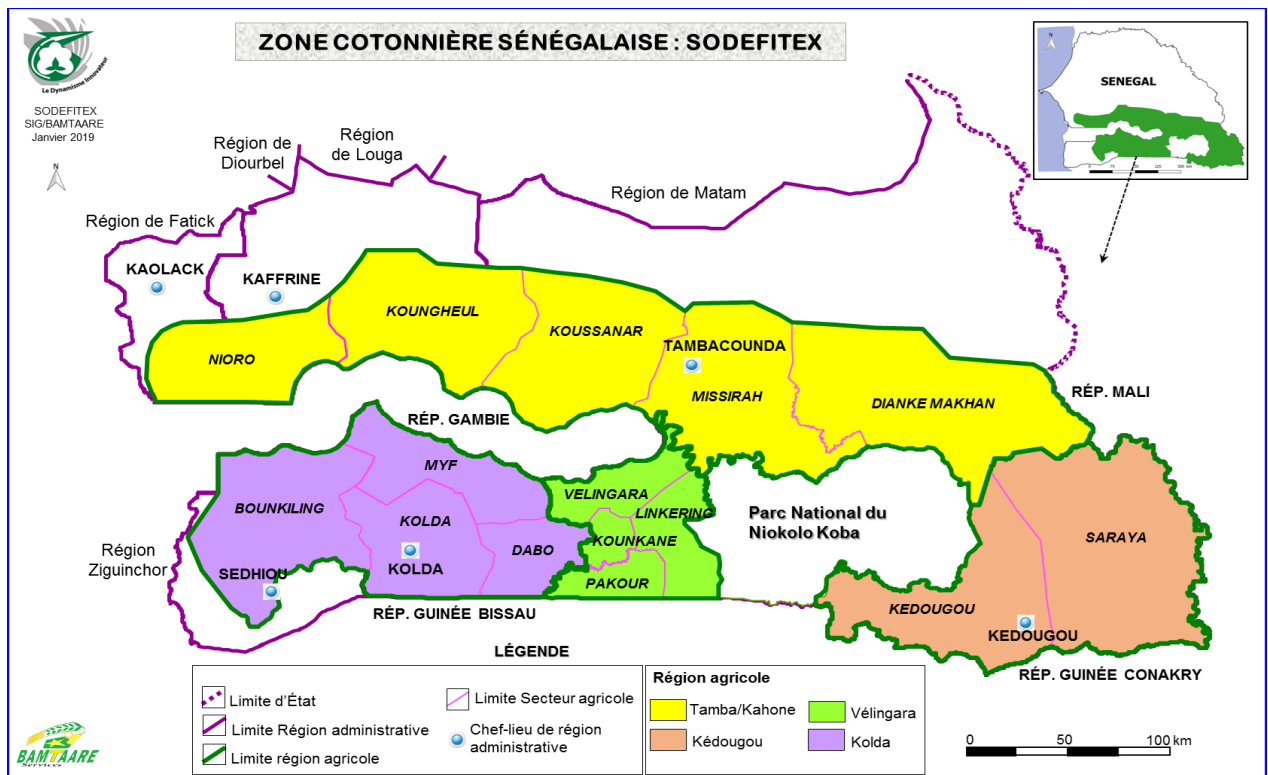 ZONE COTONNIÈRE SÉNÉGALAISE : SODEFITEX
Le Dynamisme Innovateur
SODEFITEX
SIG/BAMTAARE
Janvier 2019
N
N
SENEGAL
Région de
Diourbel
Région
de Louga
Région de Matam
Région de Fatick
KAOLACK
KAFFRINE
KOUNGHEUL
KOUSSANAR
NIORO
TAMBACOUNDA
MISSIRAH
DIANKE MAKHAN
RÉP. MALI
RÉP. GAMBIE
MYF
VELINGARA
BOUNKILING
LINKERING
KOLDA
Parc National du
Niokolo Koba
KOUNKANE
DABO
SARAYA
Région
Ziguinchor
SEDHIOU
KOLDA
PAKOUR
KEDOUGOU
KEDOUGOU
RÉP. GUINÉE BISSAU
RÉP. GUINÉE CONAKRY
LÉGENDE
Limite d'État
Limite Région administrative
Limite région agricole
Limite Secteur agricole
Chef-lieu de région
administrative
Région agricole
Tamba/Kahone
Vélingara
Kédougou
Kolda
0 50 100 km
BAMTAARE
Services